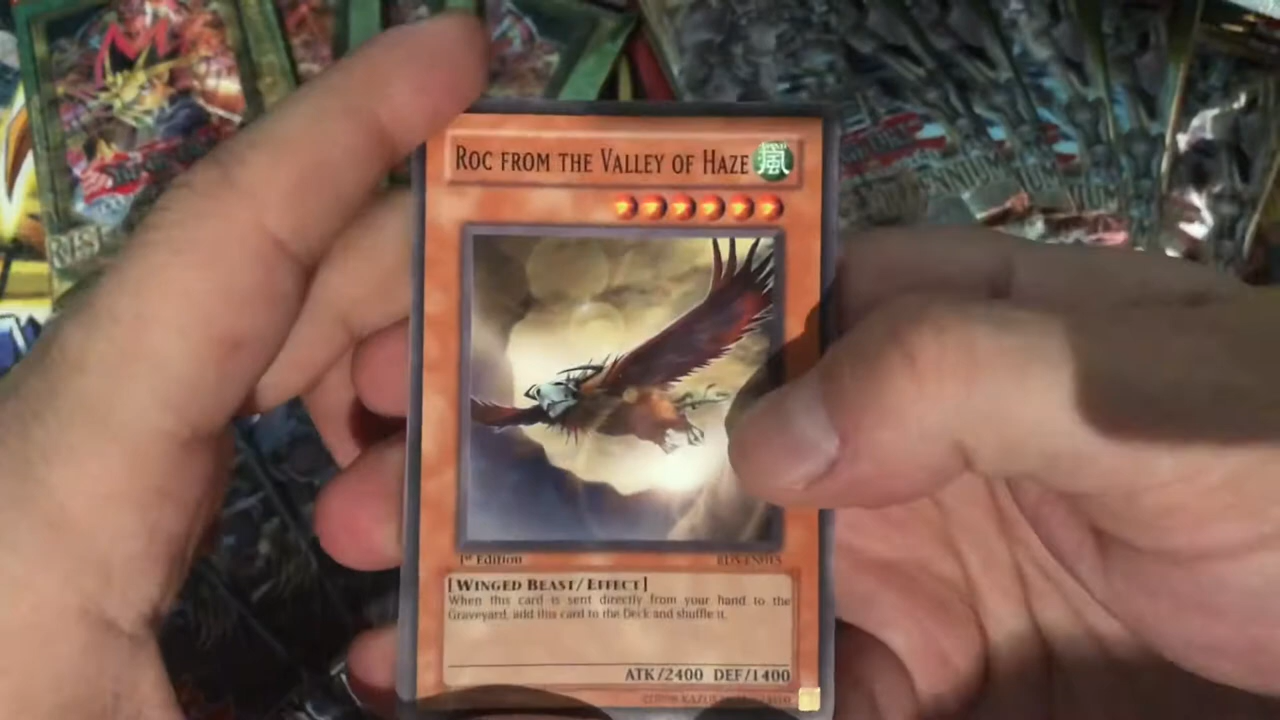 ROC FROM THE VALLEY OF HAZE
風
1st Edition
[WINGED BEAST/EFFECT]
When this card is sent directly from your hand to the
Graveyard, add this card to the Deck and shuffle it.
ATK/2400 DEF/1400